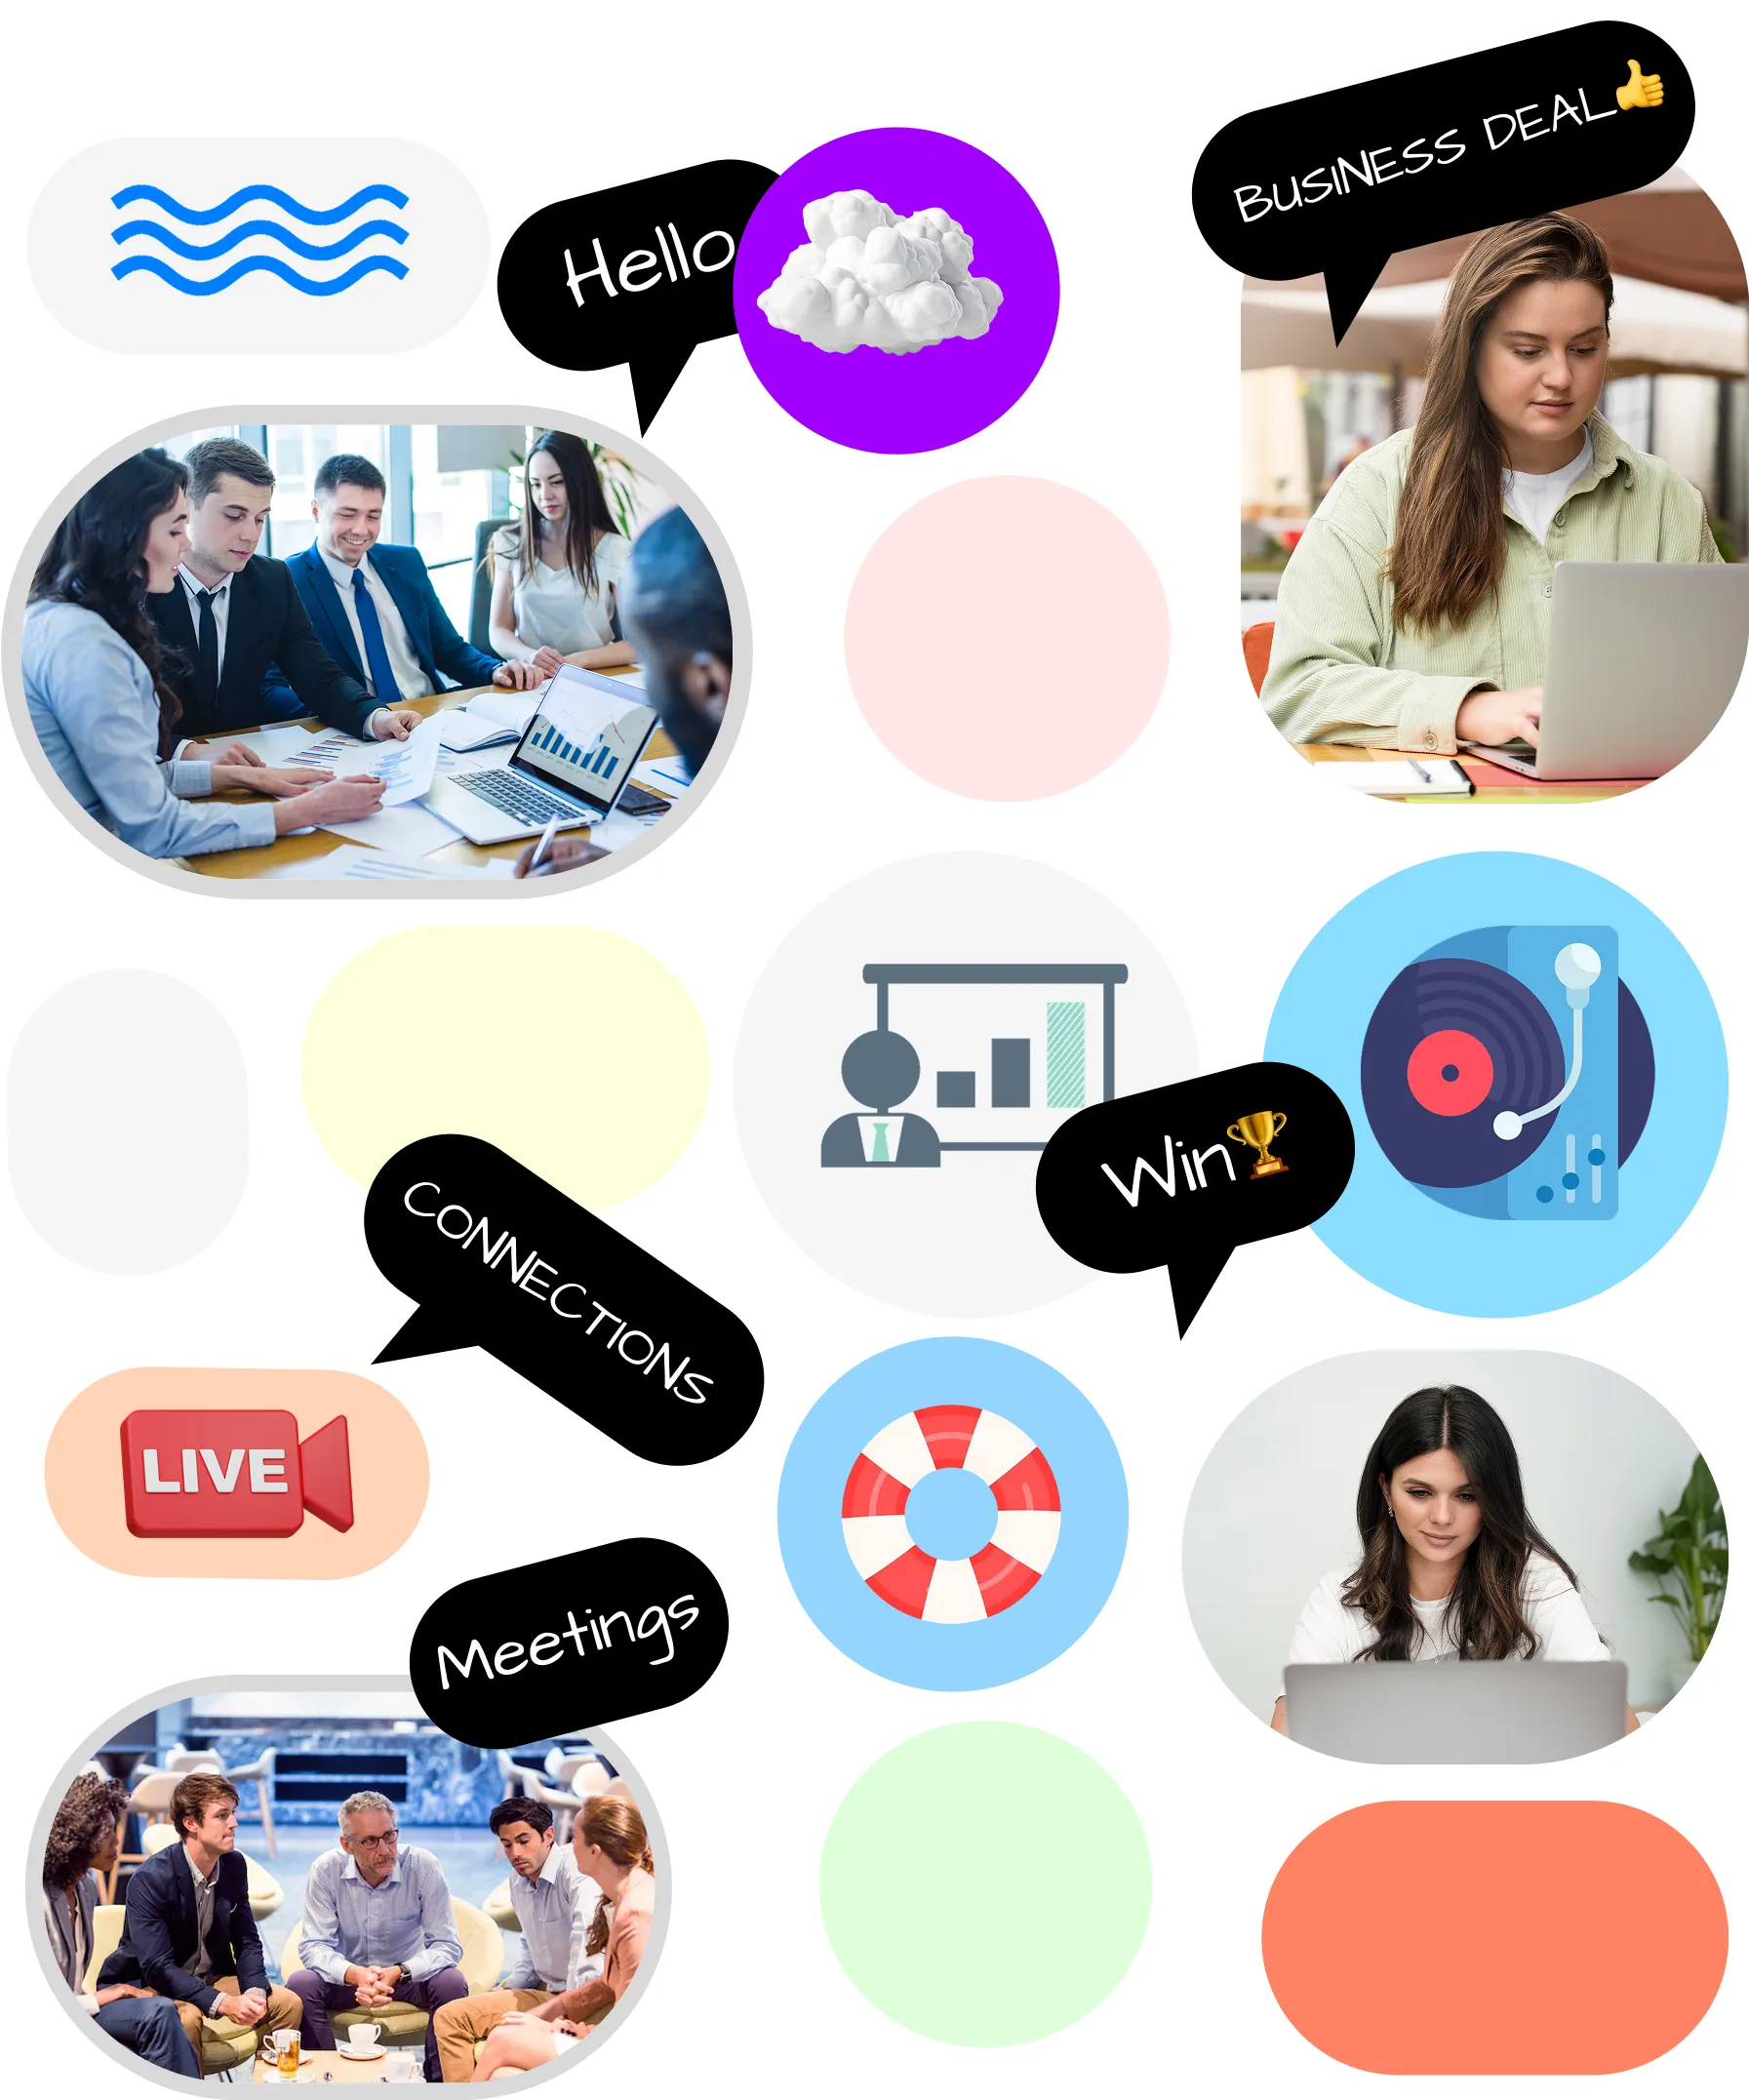 BUSINESS DEAL👍
Hello
Win🏆
CONNECTIONS
LIVE
Meetings